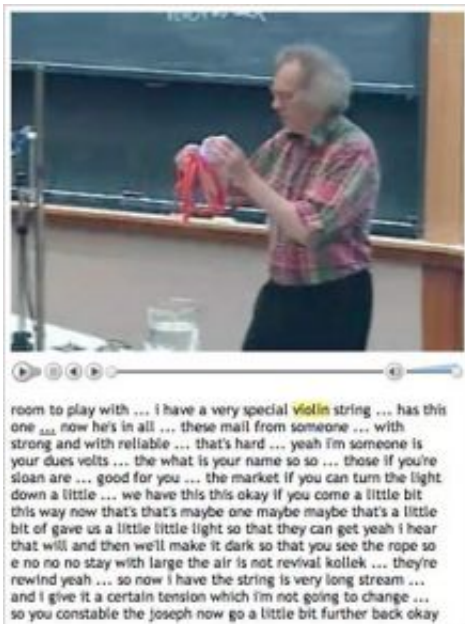 room to play with ... i have a very special violin string ... has this
one ... now he's in all ... these mail from someone ... with
strong and with reliable ... that's hard ... yeah i'm someone is
your dues volts ... the what is your name so so ... those if you're
sloan are ... good for you ... the market if you can turn the light
down a little ... we have this this okay if you come a little bit
this way now that's that's maybe one maybe maybe that's a little
bit of gave us a little little light so that they can get yeah i hear
that will and then we'll make it dark so that you see the rope so
e no no no stay with large the air is not revival kollek ... they're
rewind yeah ... so now i have the string is very long stream ...
and i give it a certain tension which i'm not going to change ...
so you constable the joseph now go a little bit further back okay